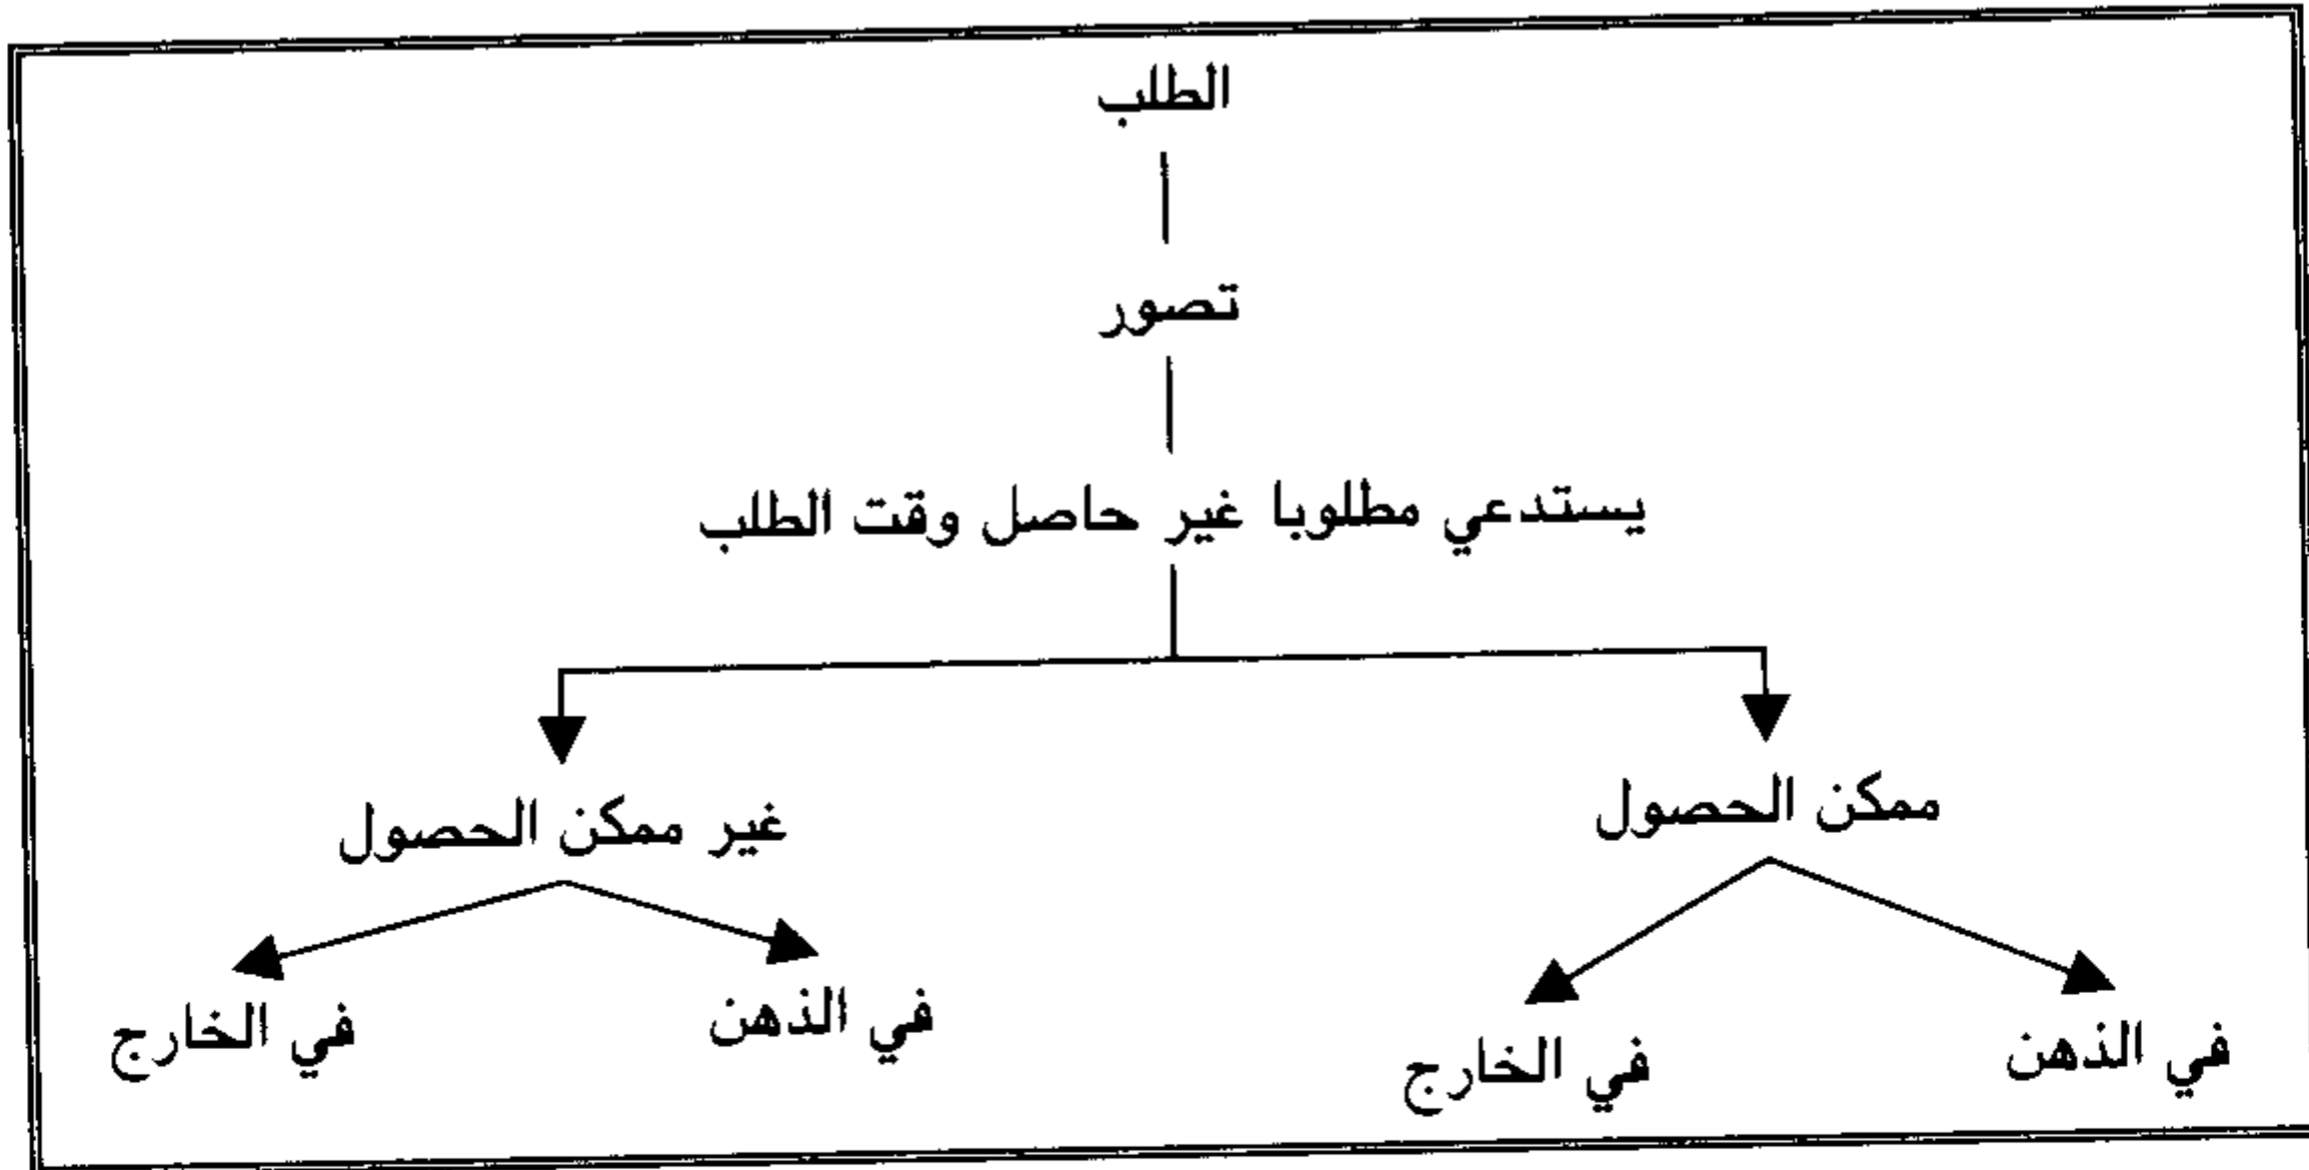 الطلب
تصور
يستدعي مطلوبا غير حاصل وقت الطلب
ممكن الحصول
غير ممكن الحصول
في الذهن
في الخارج
في الذهن
في الخارج